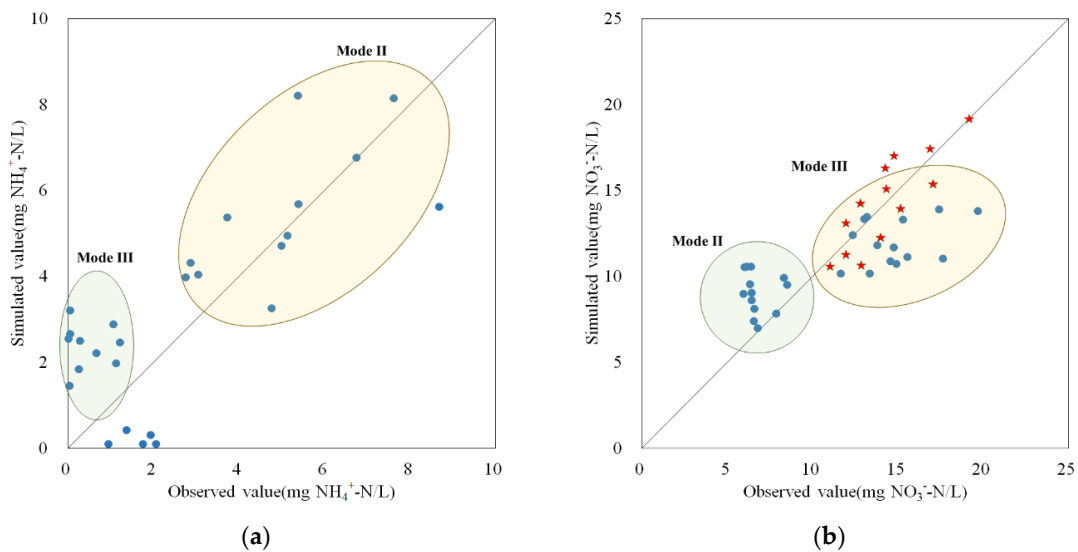 10
8
6
4
2
0
Simulated value(mg NH₄⁺-N/L)
Mode II
Mode III
0
2
4
6
8
10
Observed value(mg NH₄⁺-N/L)
(a)
25
20
15
10
5
0
Simulated value(mg NO₃⁻-N/L)
Mode III
Mode II
0
5
10
15
20
25
Observed value(mg NO₃⁻-N/L)
(b)